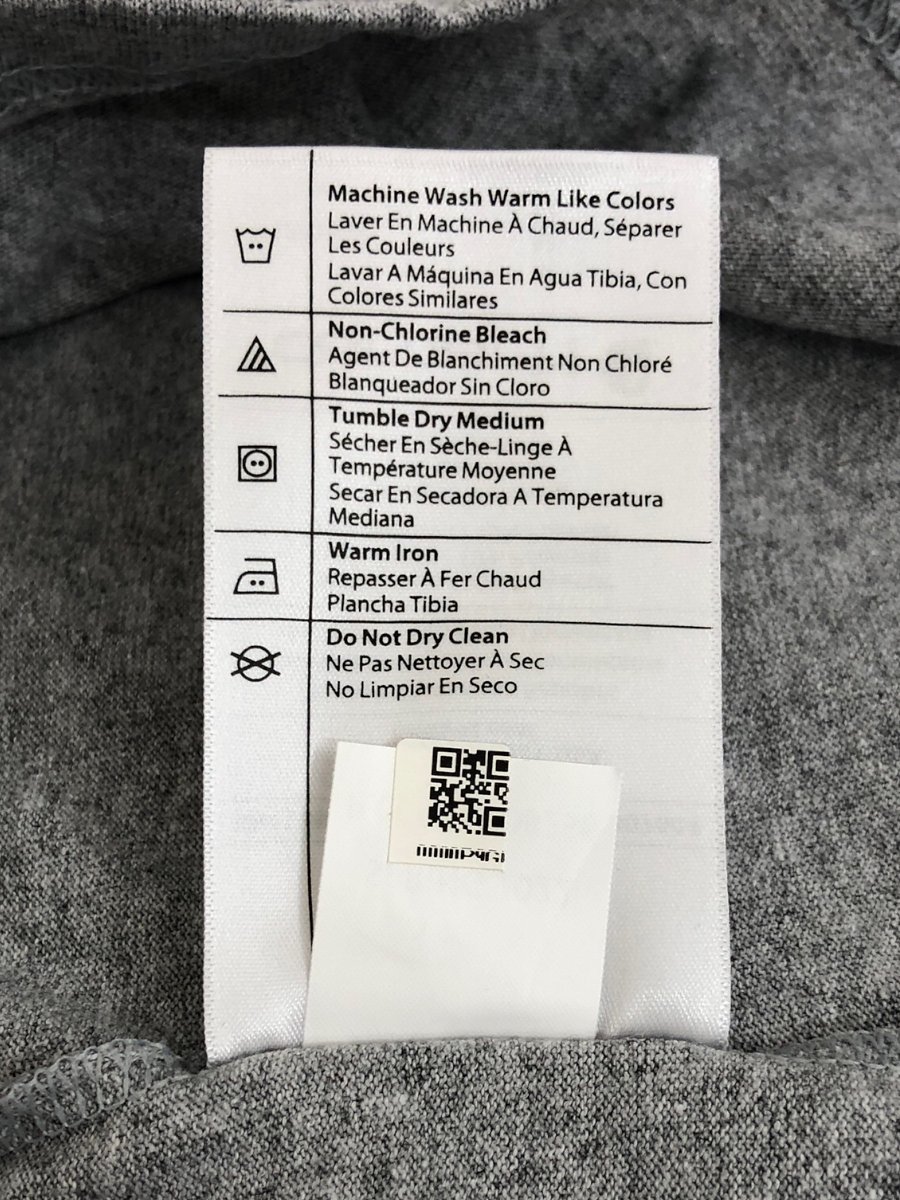 Machine Wash Warm Like Colors
Laver En Machine À Chaud, Séparer
Les Couleurs
Lavar A Máquina En Agua Tibia, Con
Colores Similares
Non-Chlorine Bleach
Agent De Blanchiment Non Chloré
Blanqueador Sin Cloro
Tumble Dry Medium
Sécher En Sèche-Linge À
Température Moyenne
Secar En Secadora A Temperatura
Mediana
Warm Iron
Repasser À Fer Chaud
Plancha Tibia
Do Not Dry Clean
Ne Pas Nettoyer À Sec
No Limpiar En Seco